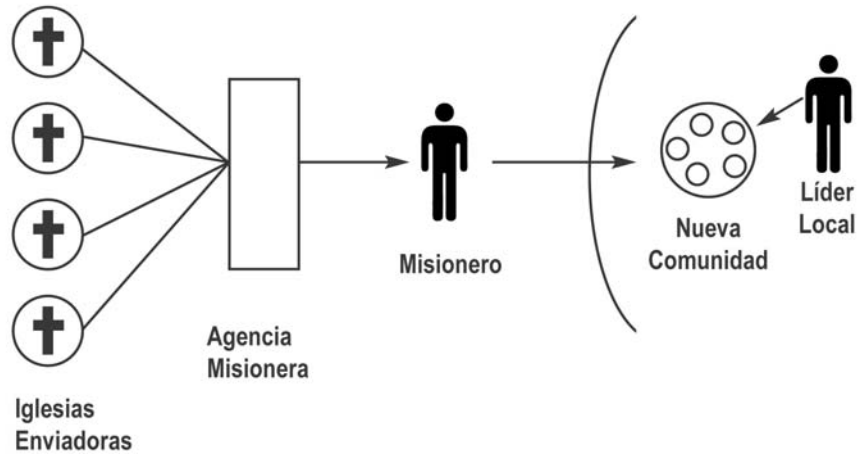 Iglesias
Enviadoras
Agencia
Misionera
Misionero
Nueva
Comunidad
Líder
Local